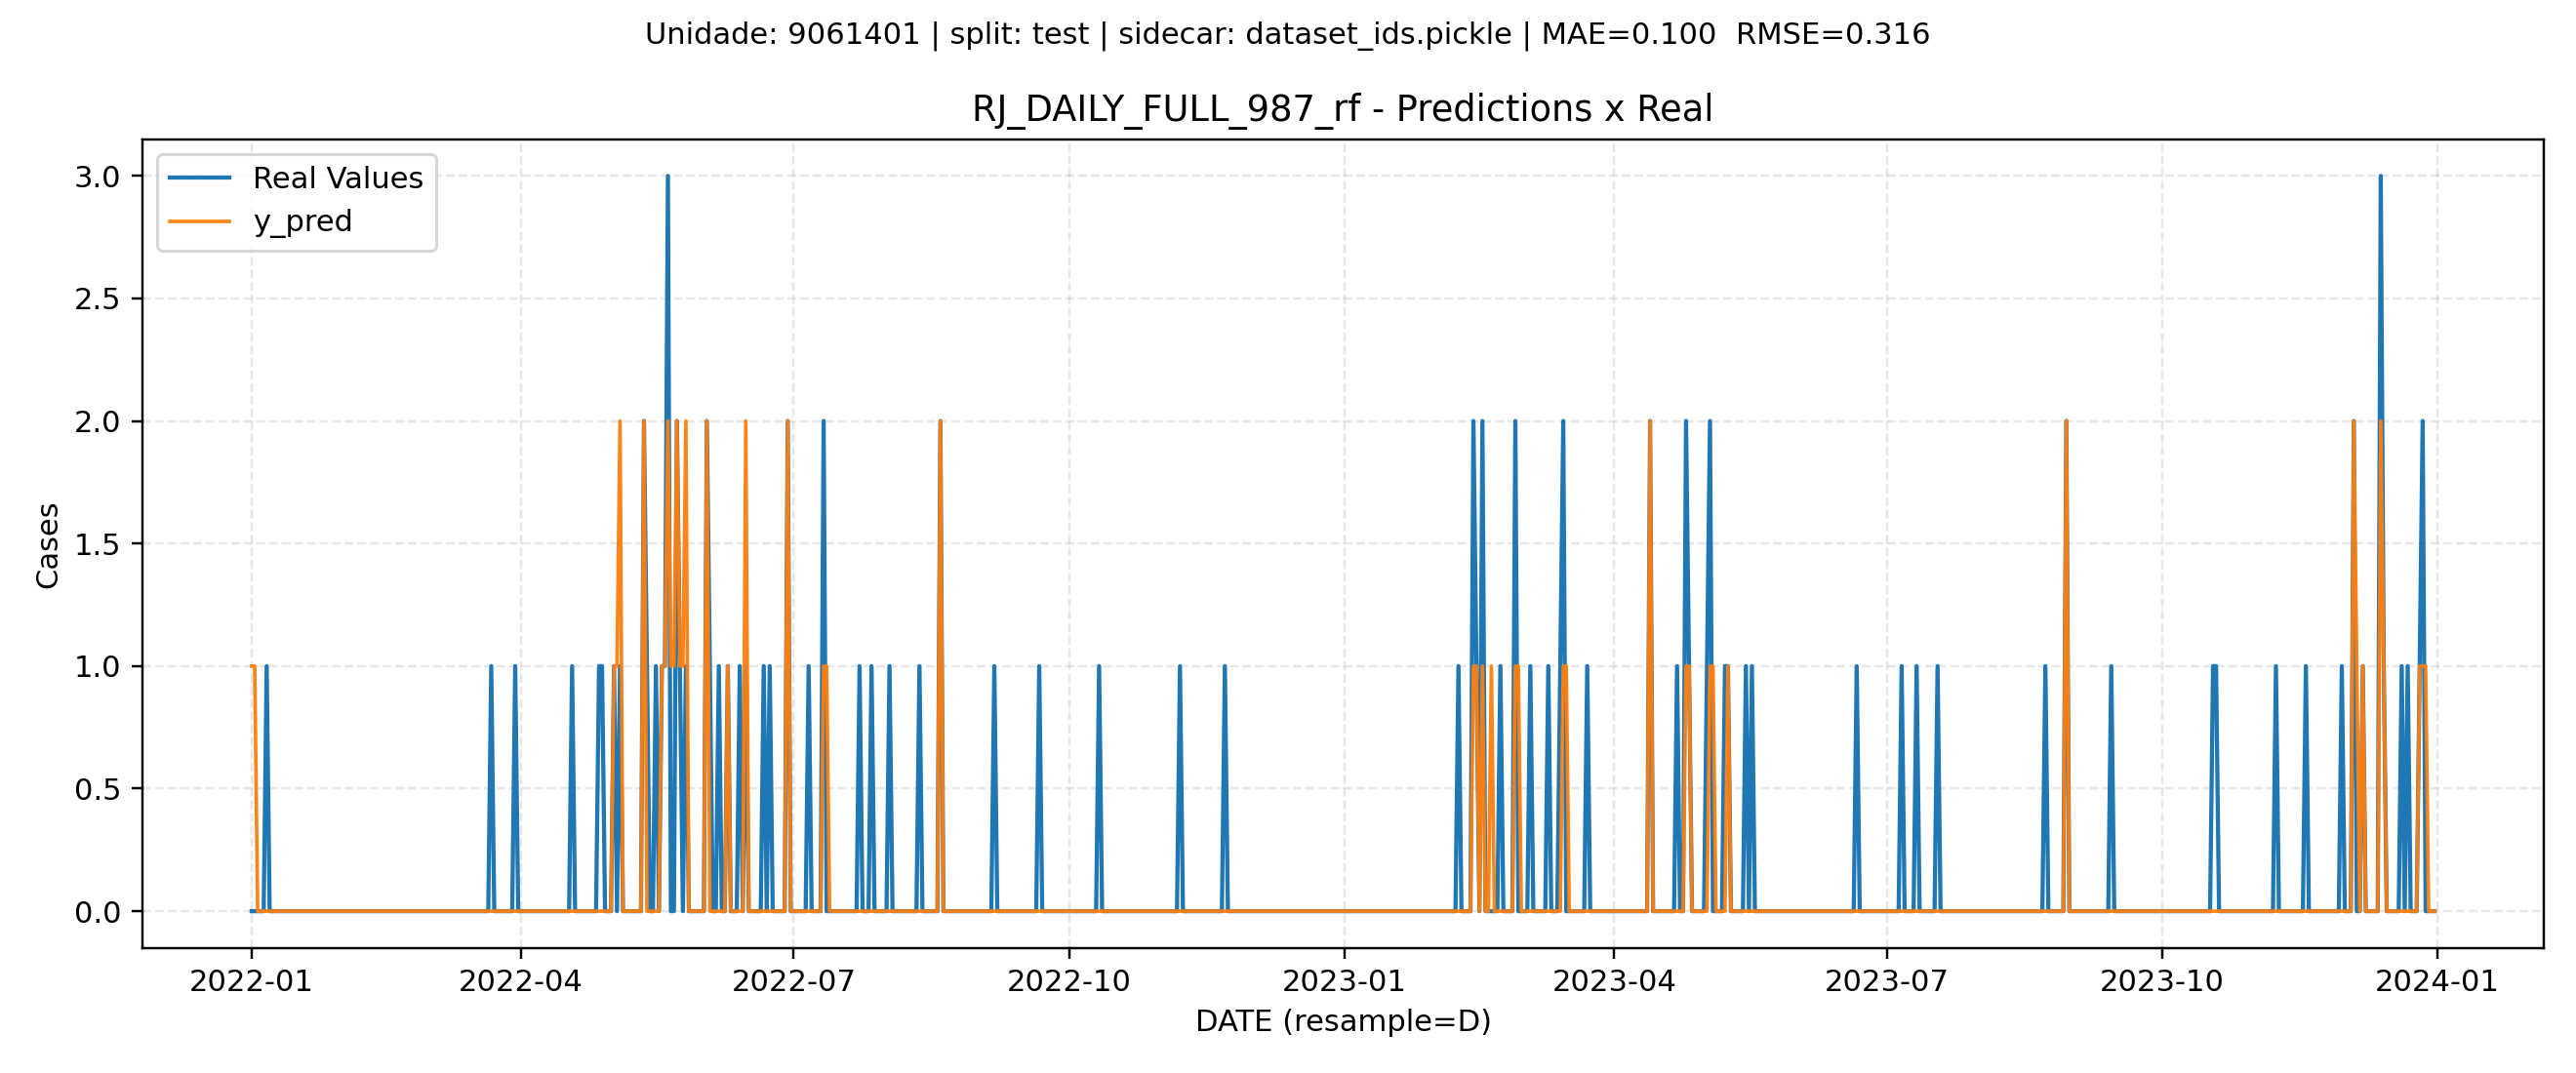 Unidade: 9061401 | split: test | sidecar: dataset_ids.pickle | MAE=0.100  RMSE=0.316
RJ_DAILY_FULL_987_rf - Predictions x Real
Real Values
y_pred
3.0
2.5
2.0
1.5
1.0
0.5
0.0
Cases
2022-01
2022-04
2022-07
2022-10
2023-01
2023-04
2023-07
2023-10
2024-01
DATE (resample=D)